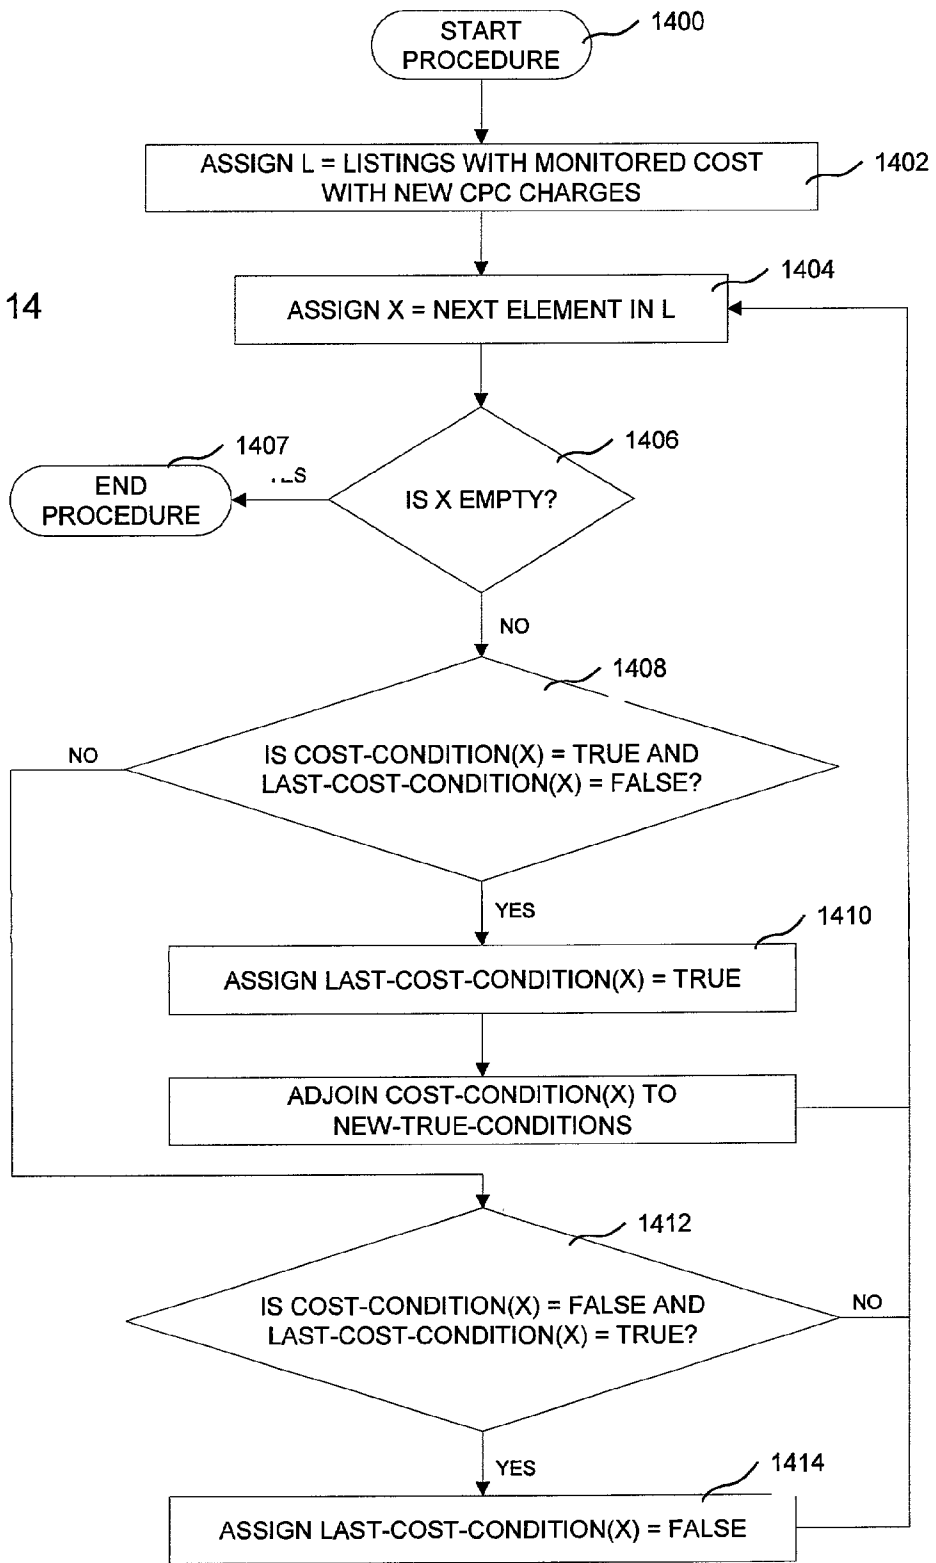 START
PROCEDURE
1400
ASSIGN L = LISTINGS WITH MONITORED COST
WITH NEW CPC CHARGES
1402
14
ASSIGN X = NEXT ELEMENT IN L
1404
1406
1407
END
PROCEDURE
IS X EMPTY?
NO
1408
NO
IS COST-CONDITION(X) = TRUE AND
LAST-COST-CONDITION(X) = FALSE?
YES
1410
ASSIGN LAST-COST-CONDITION(X) = TRUE
ADJOIN COST-CONDITION(X) TO
NEW-TRUE-CONDITIONS
1412
IS COST-CONDITION(X) = FALSE AND
LAST-COST-CONDITION(X) = TRUE?
NO
YES
1414
ASSIGN LAST-COST-CONDITION(X) = FALSE